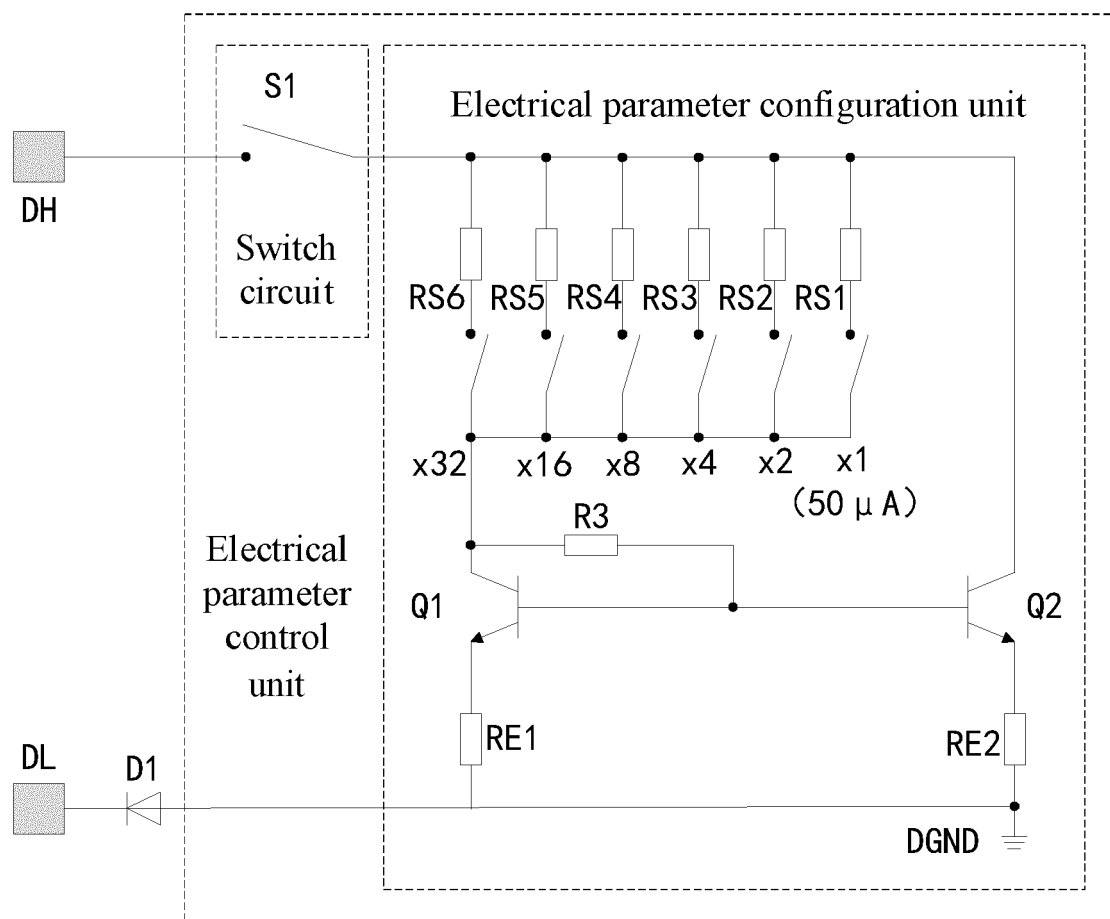 S1
Electrical parameter configuration unit
DH
Switch
circuit
RS6 RS5 RS4 RS3 RS2 RS1
x32 x16 x8 x4 x2 x1
(50μA)
R3
Electrical
parameter
control
unit
Q1
Q2
RE1
RE2
DL
D1
DGND